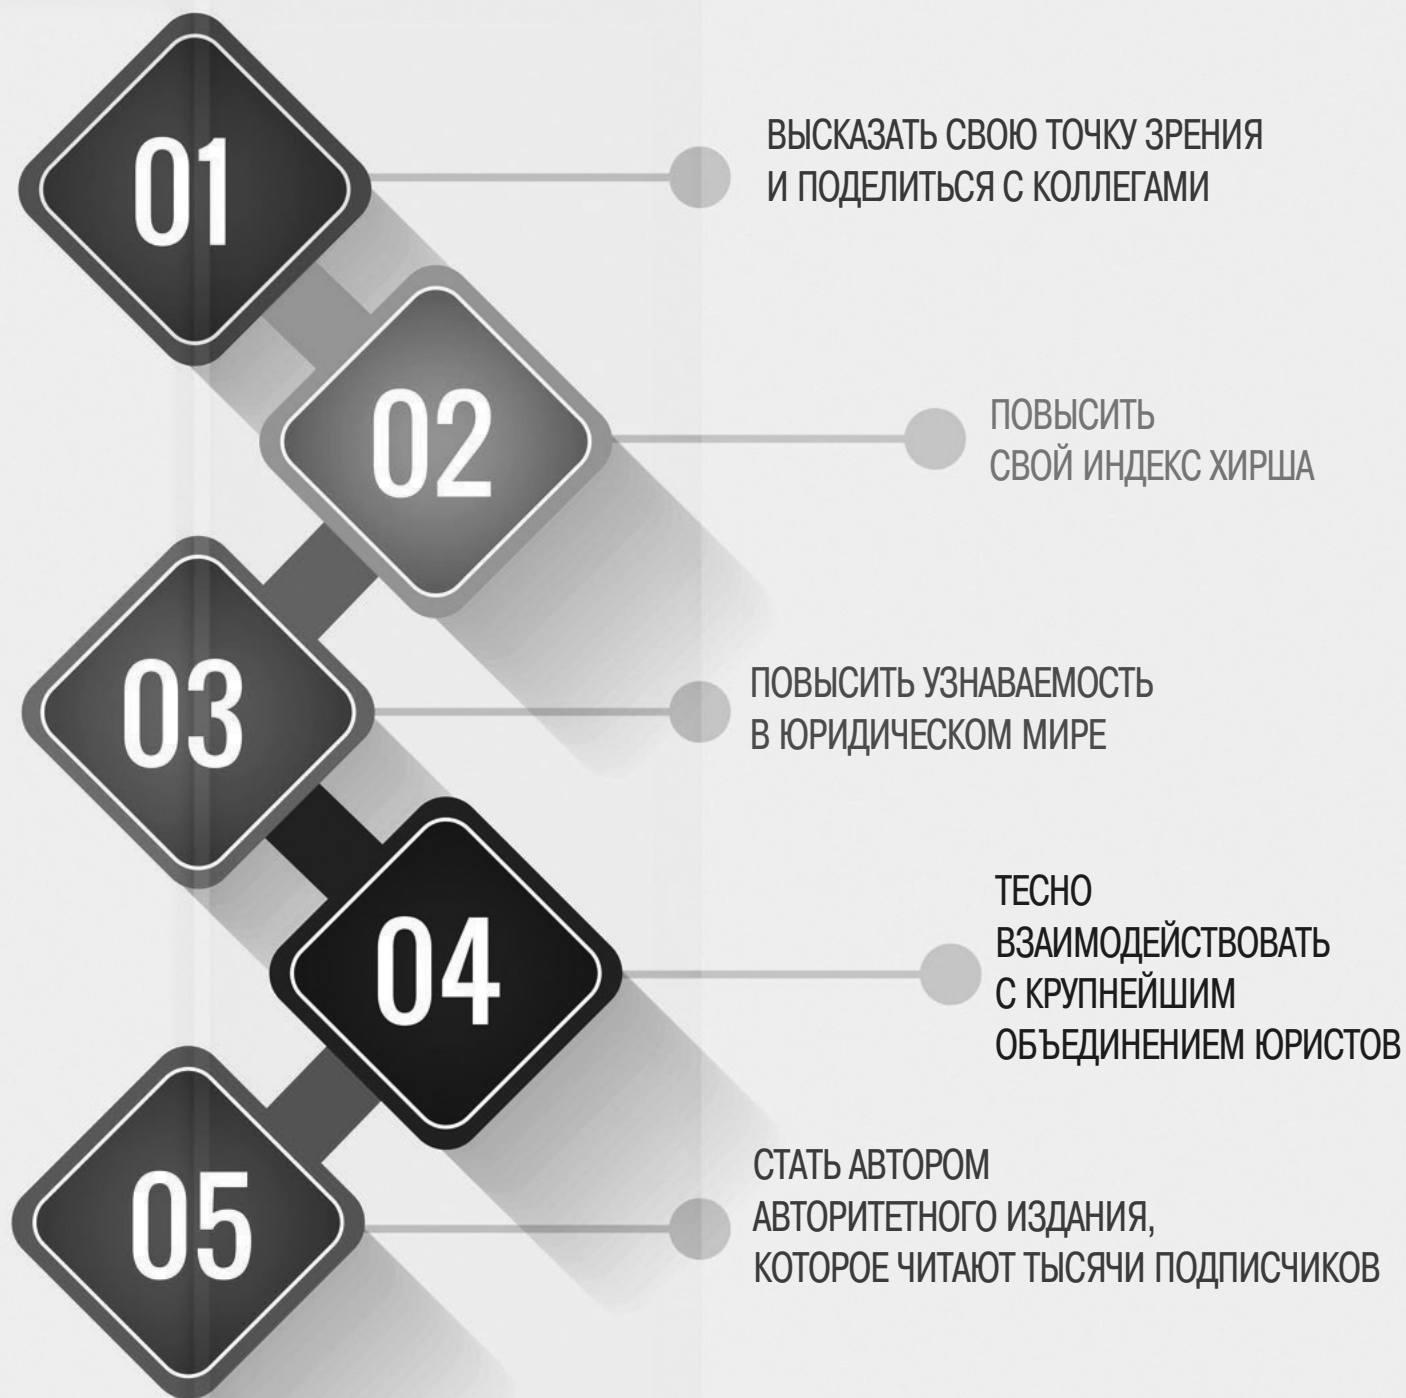 01
ВЫСКАЗАТЬ СВОЮ ТОЧКУ ЗРЕНИЯ
И ПОДЕЛИТЬСЯ С КОЛЛЕГАМИ
02
ПОВЫСИТЬ
СВОЙ ИНДЕКС ХИРША
03
ПОВЫСИТЬ УЗНАВАЕМОСТЬ
В ЮРИДИЧЕСКОМ МИРЕ
04
ТЕСНО
ВЗАИМОДЕЙСТВОВАТЬ
С КРУПНЕЙШИМ
ОБЪЕДИНЕНИЕМ ЮРИСТОВ
05
СТАТЬ АВТОРОМ
АВТОРИТЕТНОГО ИЗДАНИЯ,
КОТОРОЕ ЧИТАЮТ ТЫСЯЧИ ПОДПИСЧИКОВ